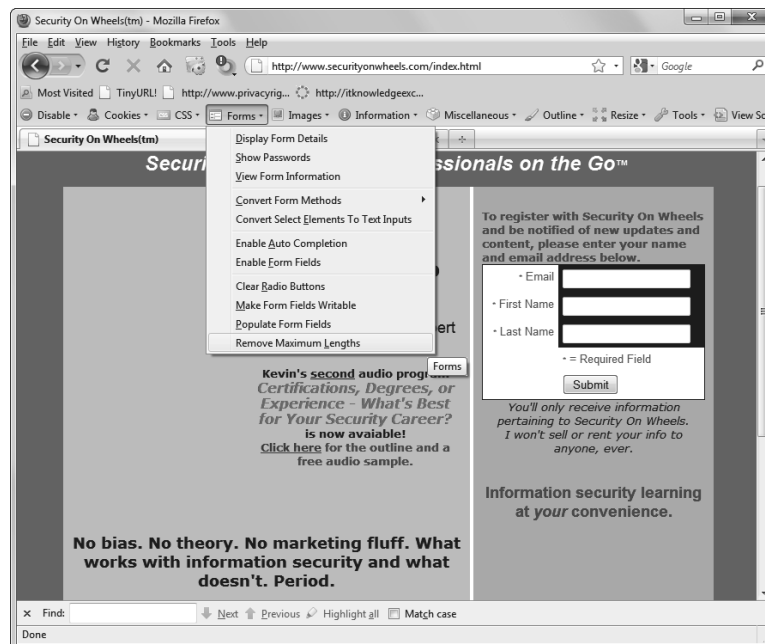 Security On Wheels(tm) - Mozilla Firefox
File Edit View History Bookmarks Tools Help
http://www.securityonwheels.com/index.html
Google
Most Visited TinyURL! http://www.privacyrig... http://itknowledgeexc...
Disable Cookies CSS Forms Images Information Miscellaneous Outline Resize Tools View So
Security On Wheels(tm)
Display Form Details
Show Passwords
View Form Information
Convert Form Methods
Convert Select Elements To Text Inputs
Enable Auto Completion
Enable Form Fields
Clear Radio Buttons
Make Form Fields Writable
Populate Form Fields
Remove Maximum Lengths
Forms
Securi
ssionals on the Go™
ert
Kevin's second audio program
Certifications, Degrees, or
Experience - What's Best
for Your Security Career?
is now avaiable!
Click here for the outline and a
free audio sample.
No bias. No theory. No marketing fluff. What
works with information security and what
doesn't. Period.
To register with Security On Wheels
and be notified of new updates and
content, please enter your name
and email address below.
* Email
* First Name
* Last Name
* = Required Field
Submit
You'll only receive information
pertaining to Security On Wheels.
I won't sell or rent your info to
anyone, ever.
Information security learning
at your convenience.
× Find: Next Previous Highlight all Match case
Done